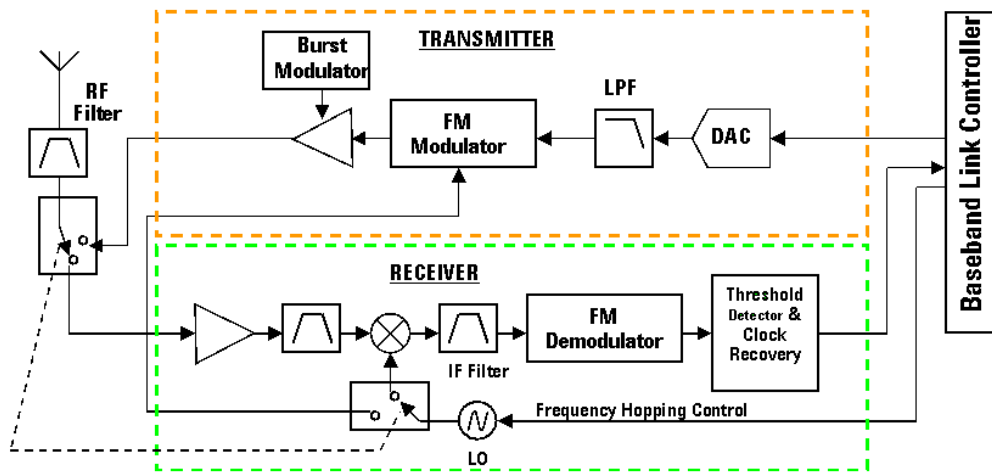 TRANSMITTER
Burst
Modulator
RF
Filter
FM
Modulator
LPF
DAC
Baseband Link Controller
RECEIVER
IF Filter
FM
Demodulator
Threshold
Detector &
Clock
Recovery
Frequency Hopping Control
LO